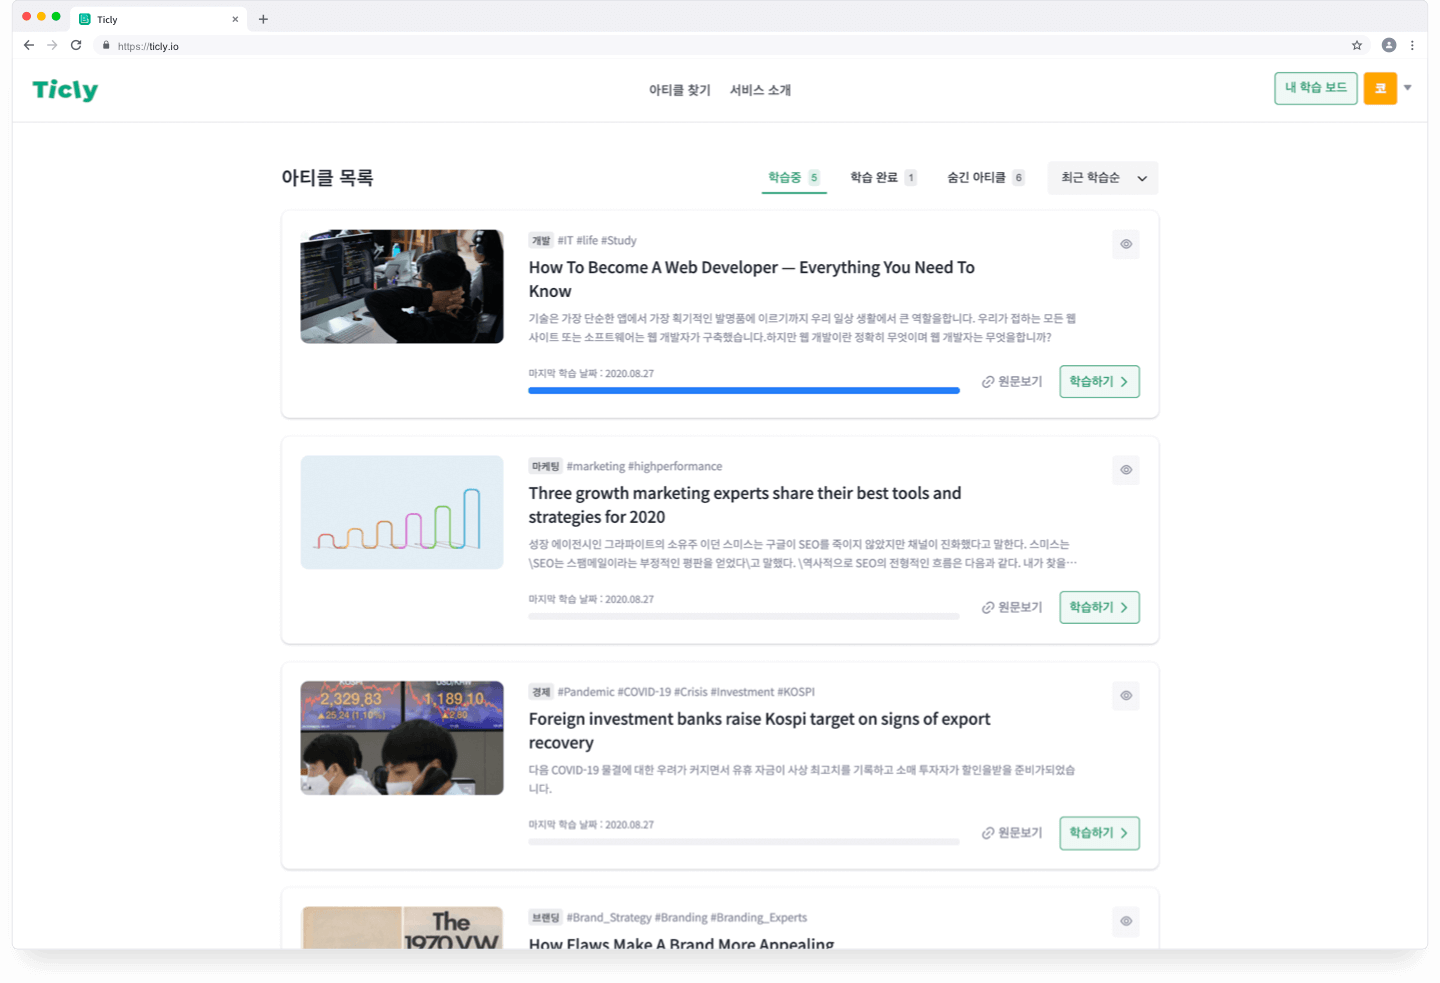 Ticly
https://ticly.io
Ticly
아티클 찾기
서비스 소개
내 학습 보드
코
아티클 목록
학습중 5
학습 완료 1
숨긴 아티클 6
최근 학습순
개발 #IT #life #Study
How To Become A Web Developer — Everything You Need To
Know
기술은 가장 단순한 앱에서 가장 획기적인 발명품에 이르기까지 우리 일상 생활에서 큰 역할을합니다. 우리가 접하는 모든 웹
사이트 또는 소프트웨어는 웹 개발자가 구축했습니다.하지만 웹 개발이란 정확히 무엇이며 웹 개발자는 무엇을합니까?
마지막 학습 날짜 : 2020.08.27
원문보기
학습하기
마케팅 #marketing #highperformance
Three growth marketing experts share their best tools and
strategies for 2020
성장 에이전시인 그라파이트의 소유주 이던 스미스는 구글이 SEO를 죽이지 않았지만 채널이 진화했다고 말한다. 스미스는
\SEO는 스팸메일이라는 부정적인 평판을 얻었다\고 말했다. \역사적으로 SEO의 전형적인 흐름은 다음과 같다. 내가 찾을…
마지막 학습 날짜 : 2020.08.27
원문보기
학습하기
KOSPI
2,329.83
▲25.24 (1.10%)
USD/KRW
1,189.10
▲2.80
경제 #Pandemic #COVID-19 #Crisis #Investment #KOSPI
Foreign investment banks raise Kospi target on signs of export
recovery
다음 COVID-19 물결에 대한 우려가 커지면서 유휴 자금이 사상 최고치를 기록하고 소매 투자자가 할인을받을 준비가되었습
니다.
마지막 학습 날짜 : 2020.08.27
원문보기
학습하기
The
1970 VW
브랜딩 #Brand_Strategy #Branding #Branding_Experts
How Flaws Make A Brand More Appealing